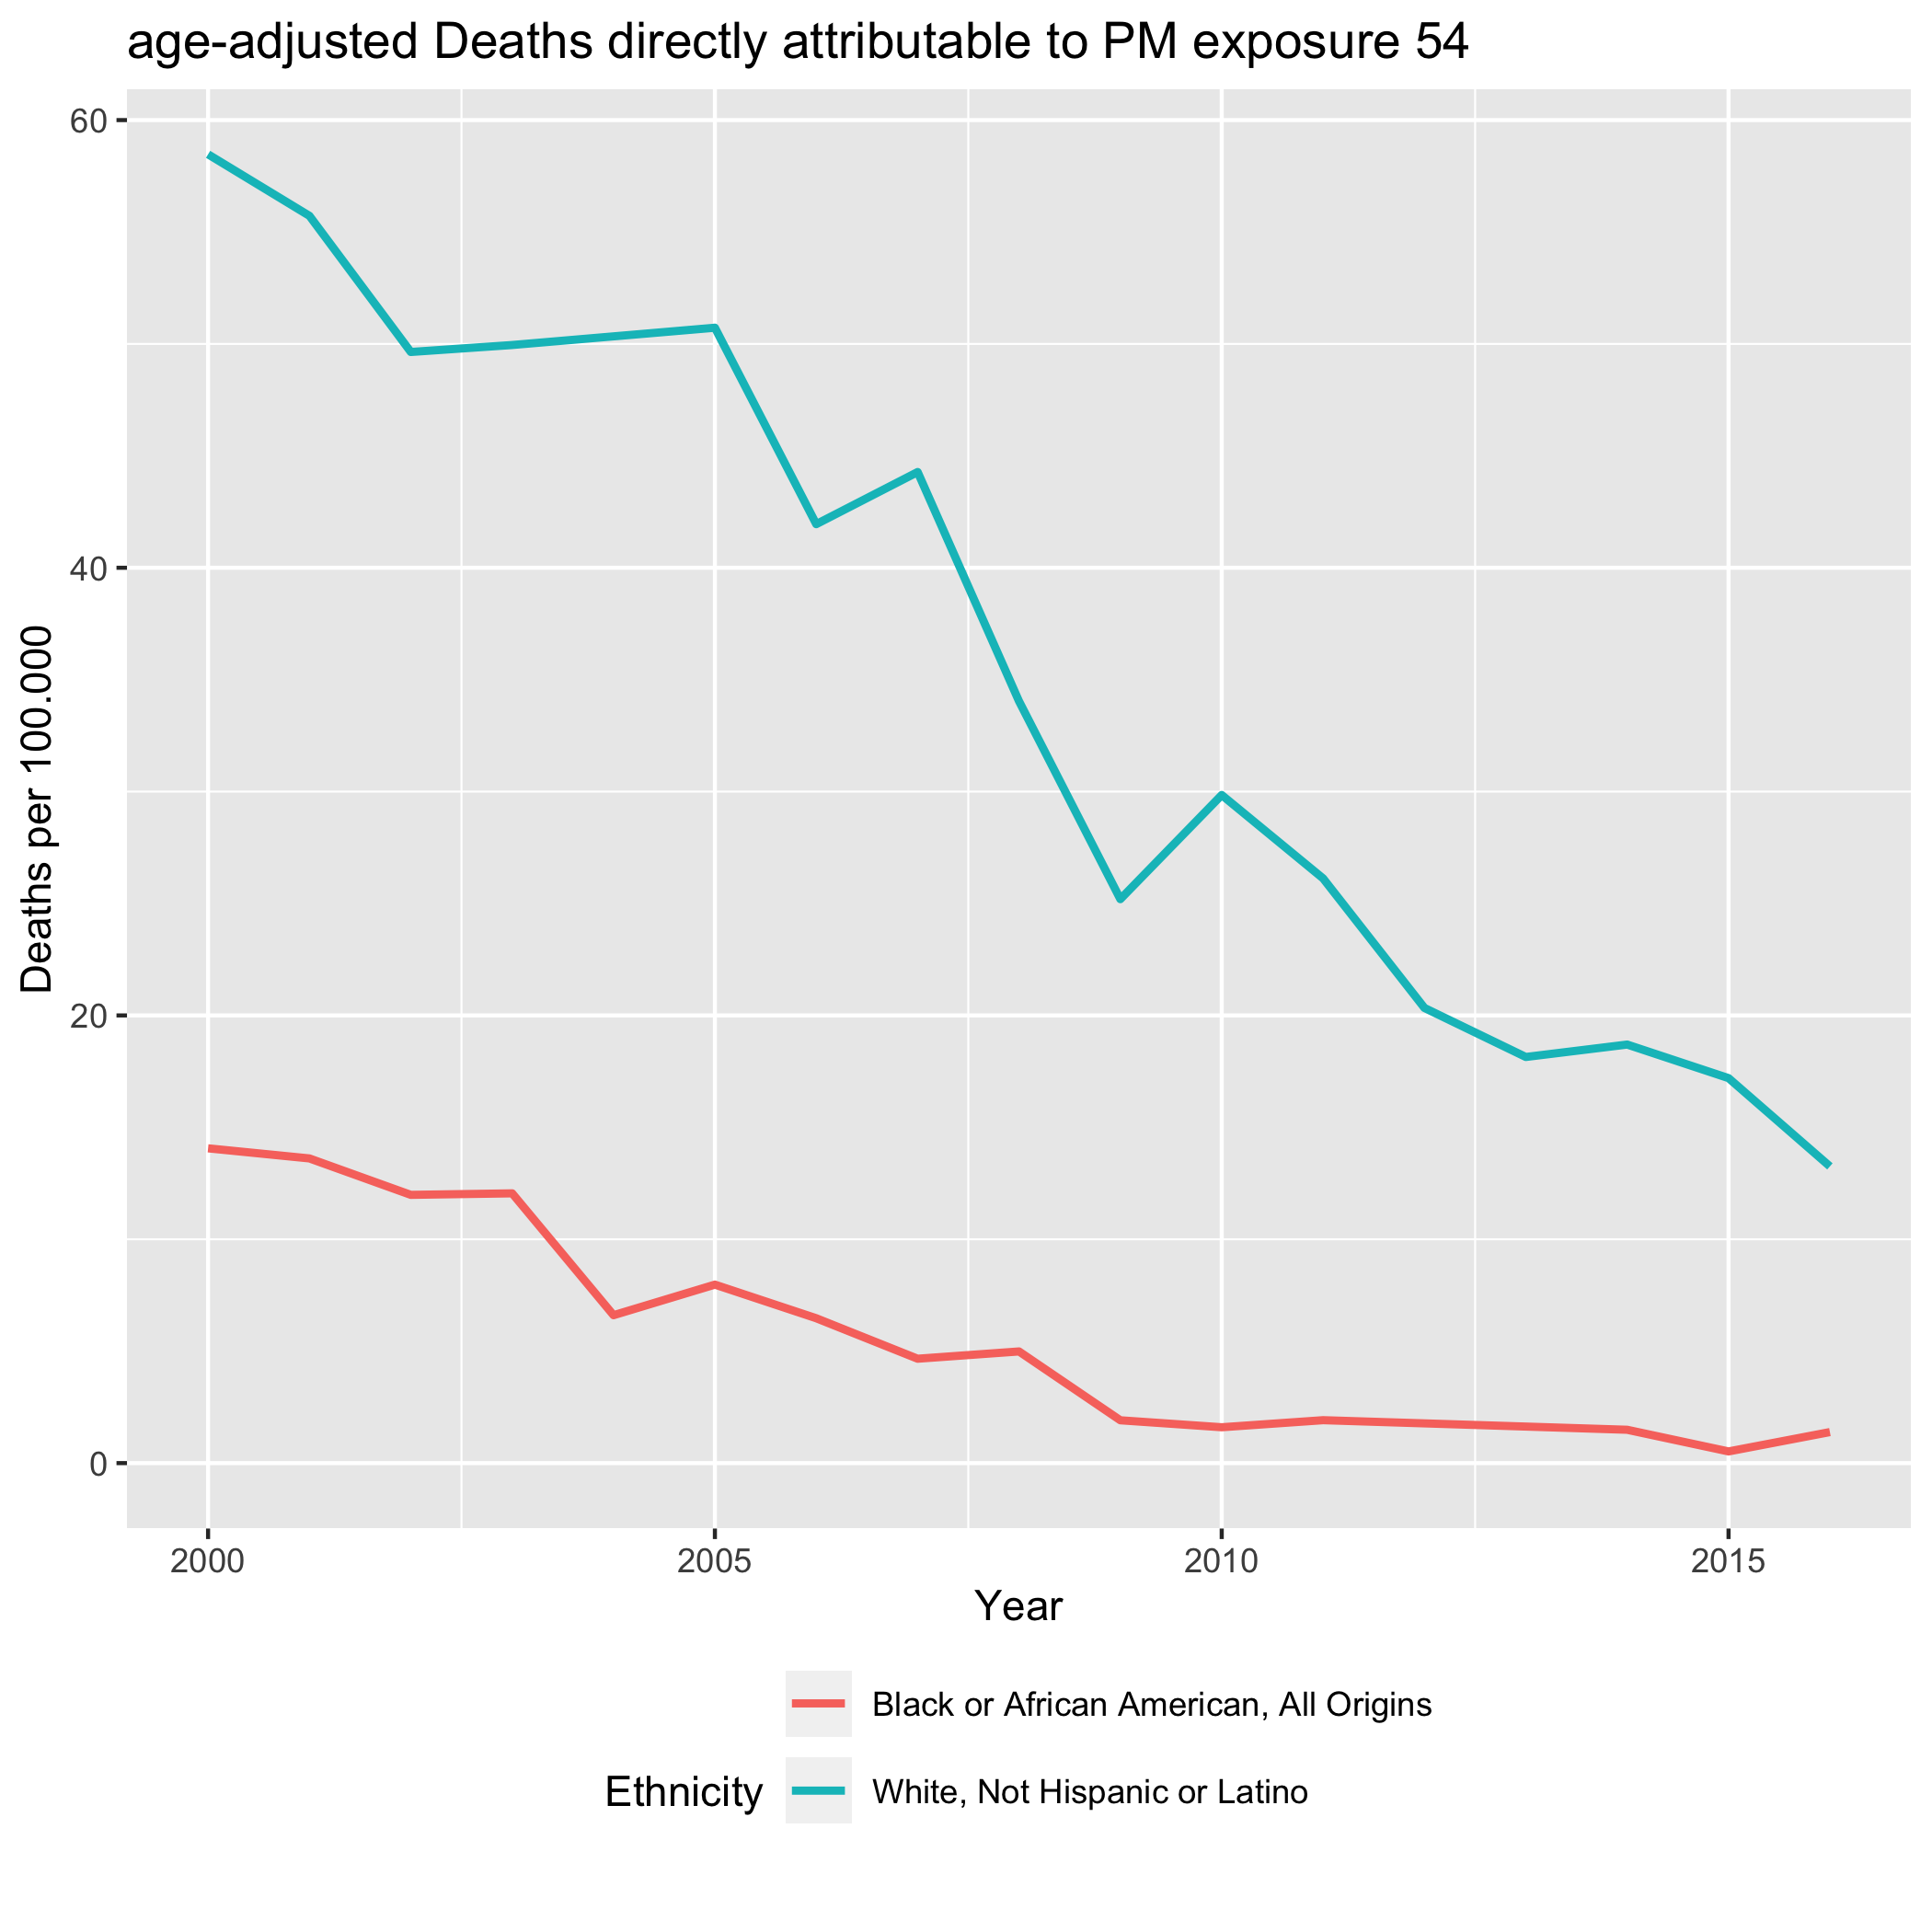 age-adjusted Deaths directly attributable to PM exposure 54
60
40
20
0
Deaths per 100.000
2000 2005 2010 2015
Year
Ethnicity
Black or African American, All Origins
White, Not Hispanic or Latino